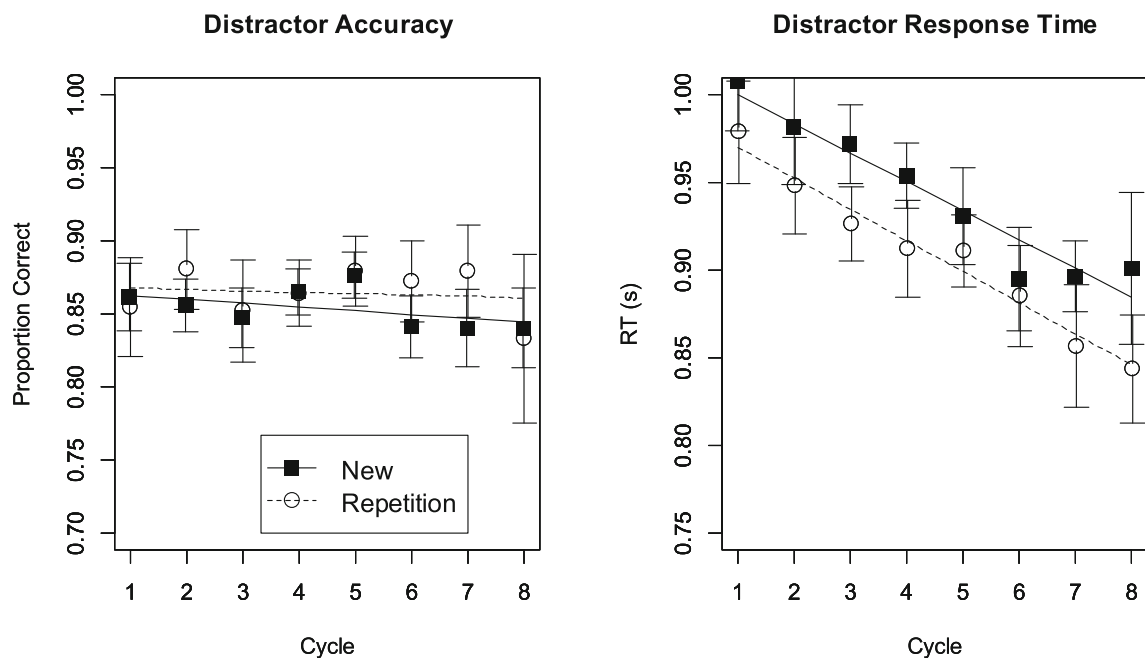 Distractor Accuracy
Proportion Correct
1.00
0.95
0.90
0.85
0.80
0.75
0.70
New
Repetition
1 2 3 4 5 6 7 8
Cycle
Distractor Response Time
RT (s)
1.00
0.95
0.90
0.85
0.80
0.75
1 2 3 4 5 6 7 8
Cycle